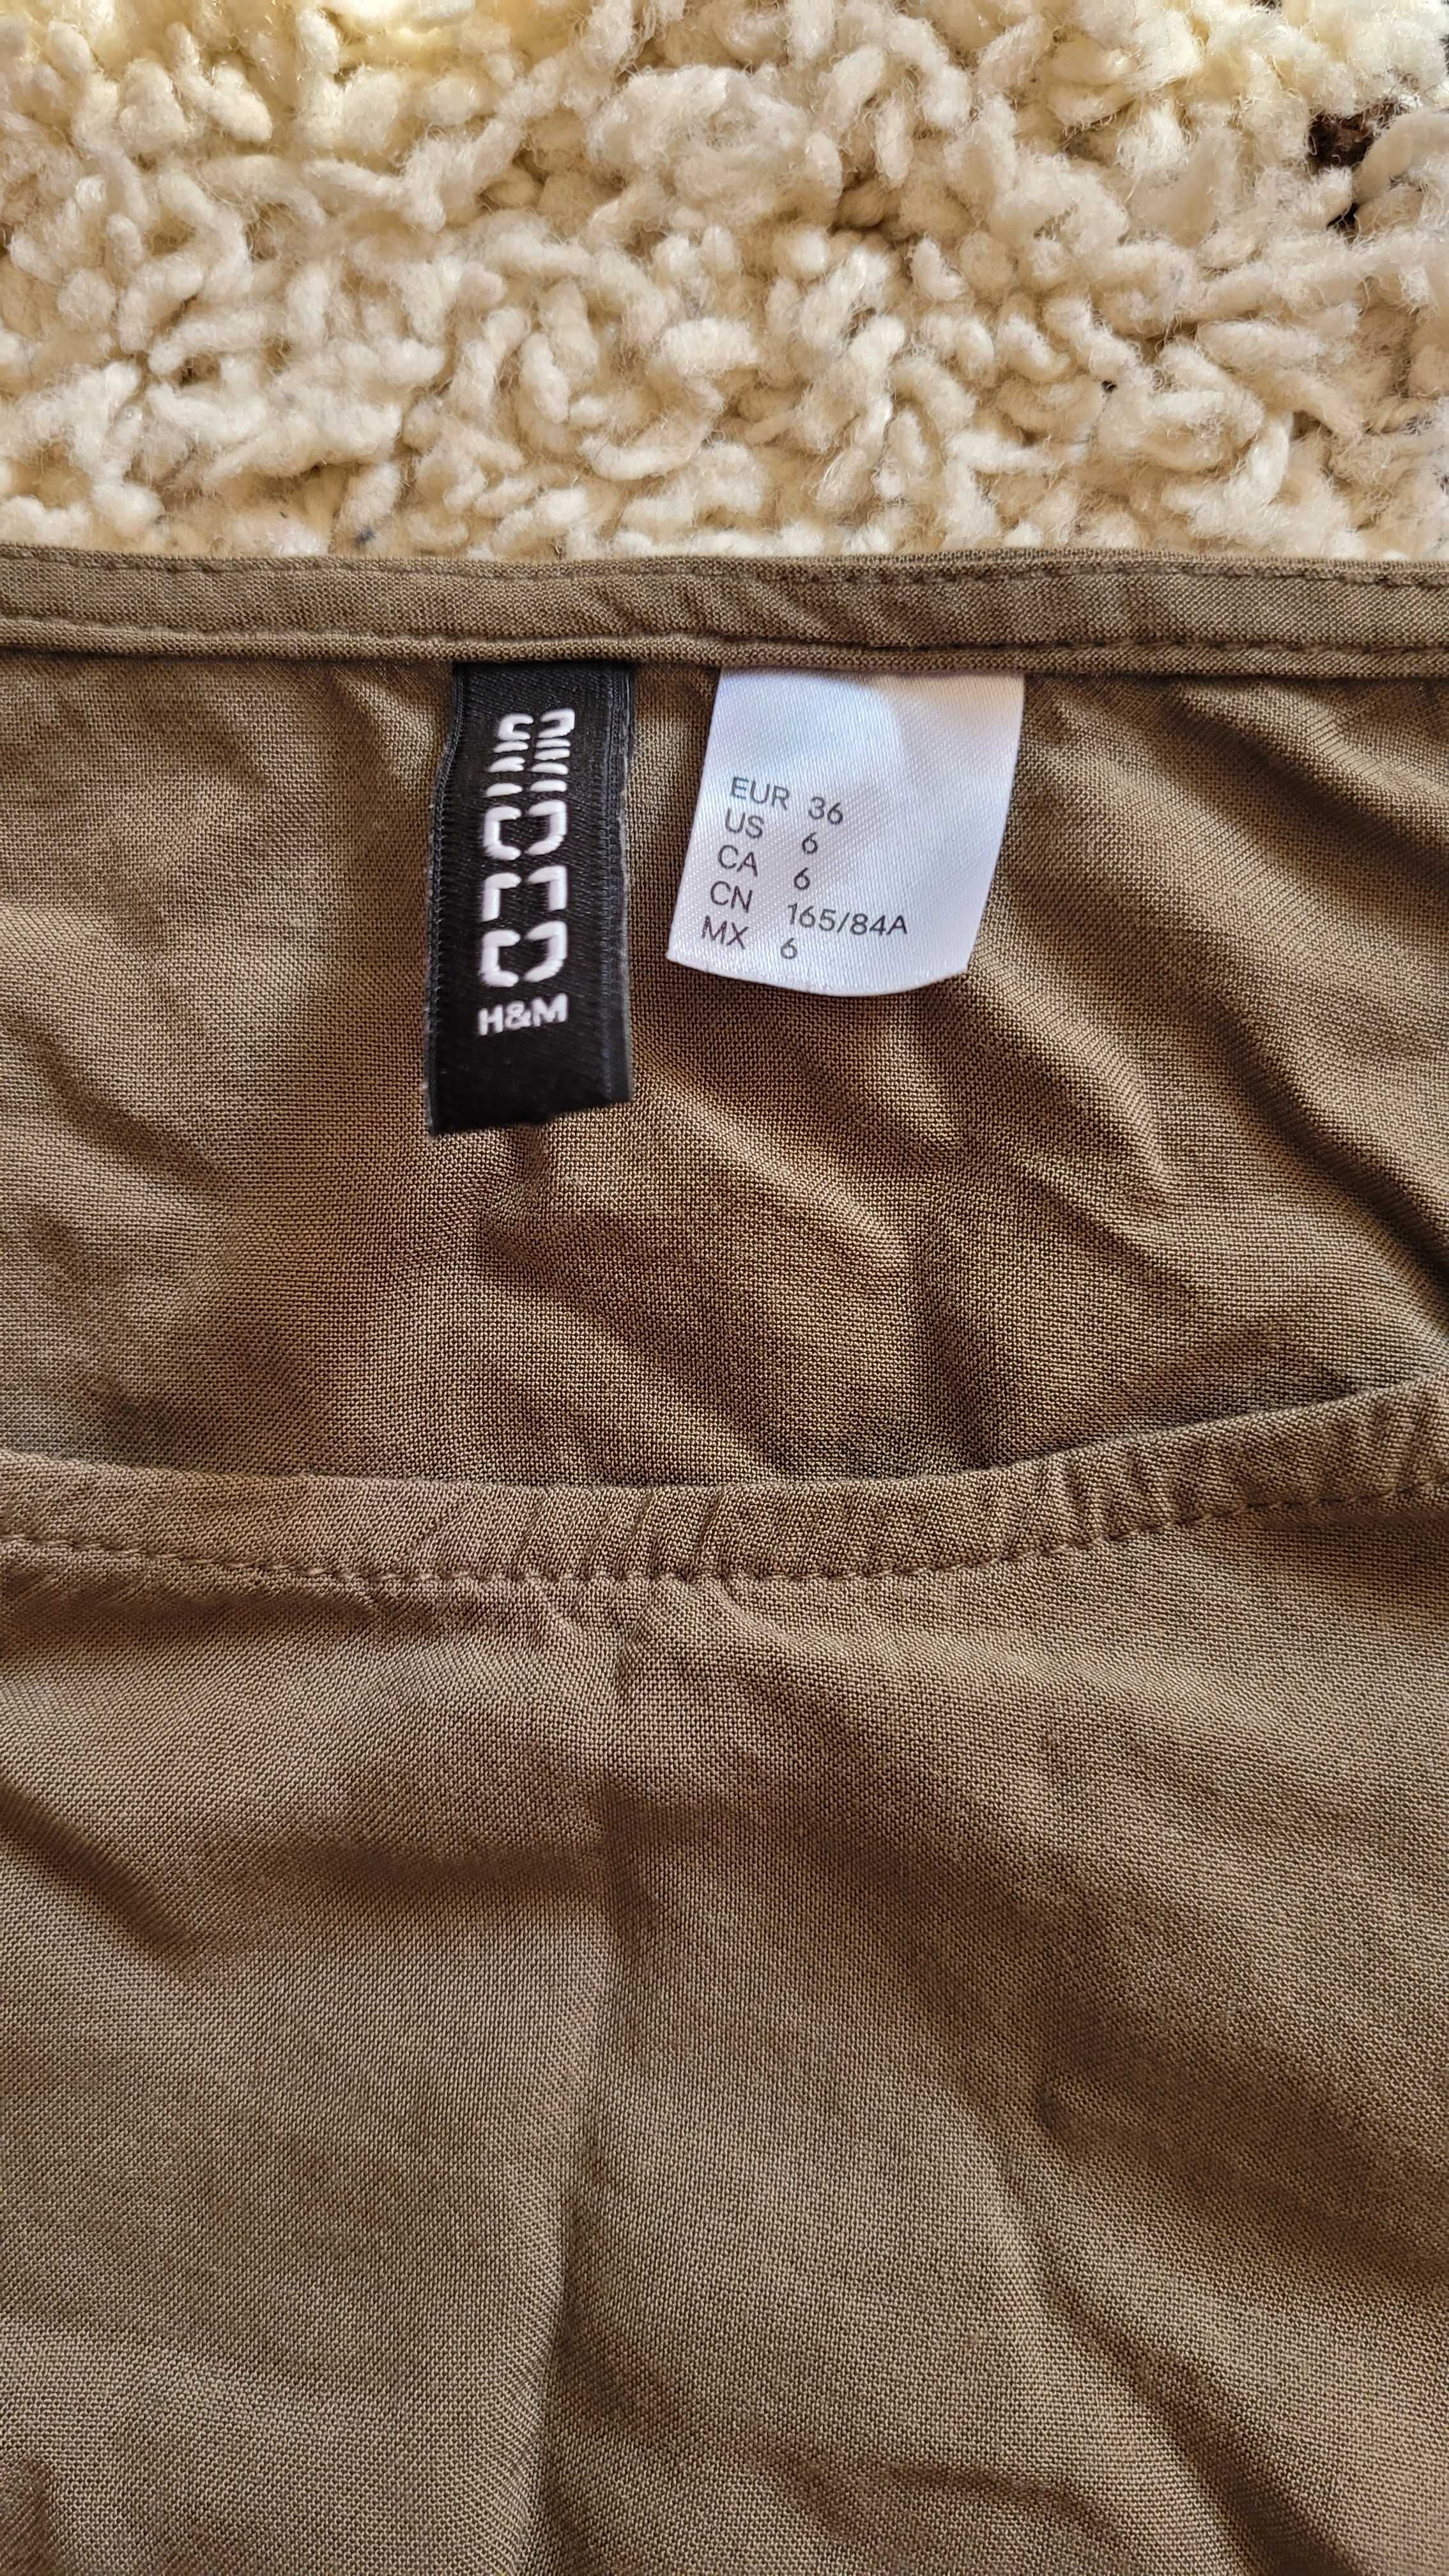 DIVIDED
H&M
EUR 36
US 6
CA 6
CN 165/84A
MX 6